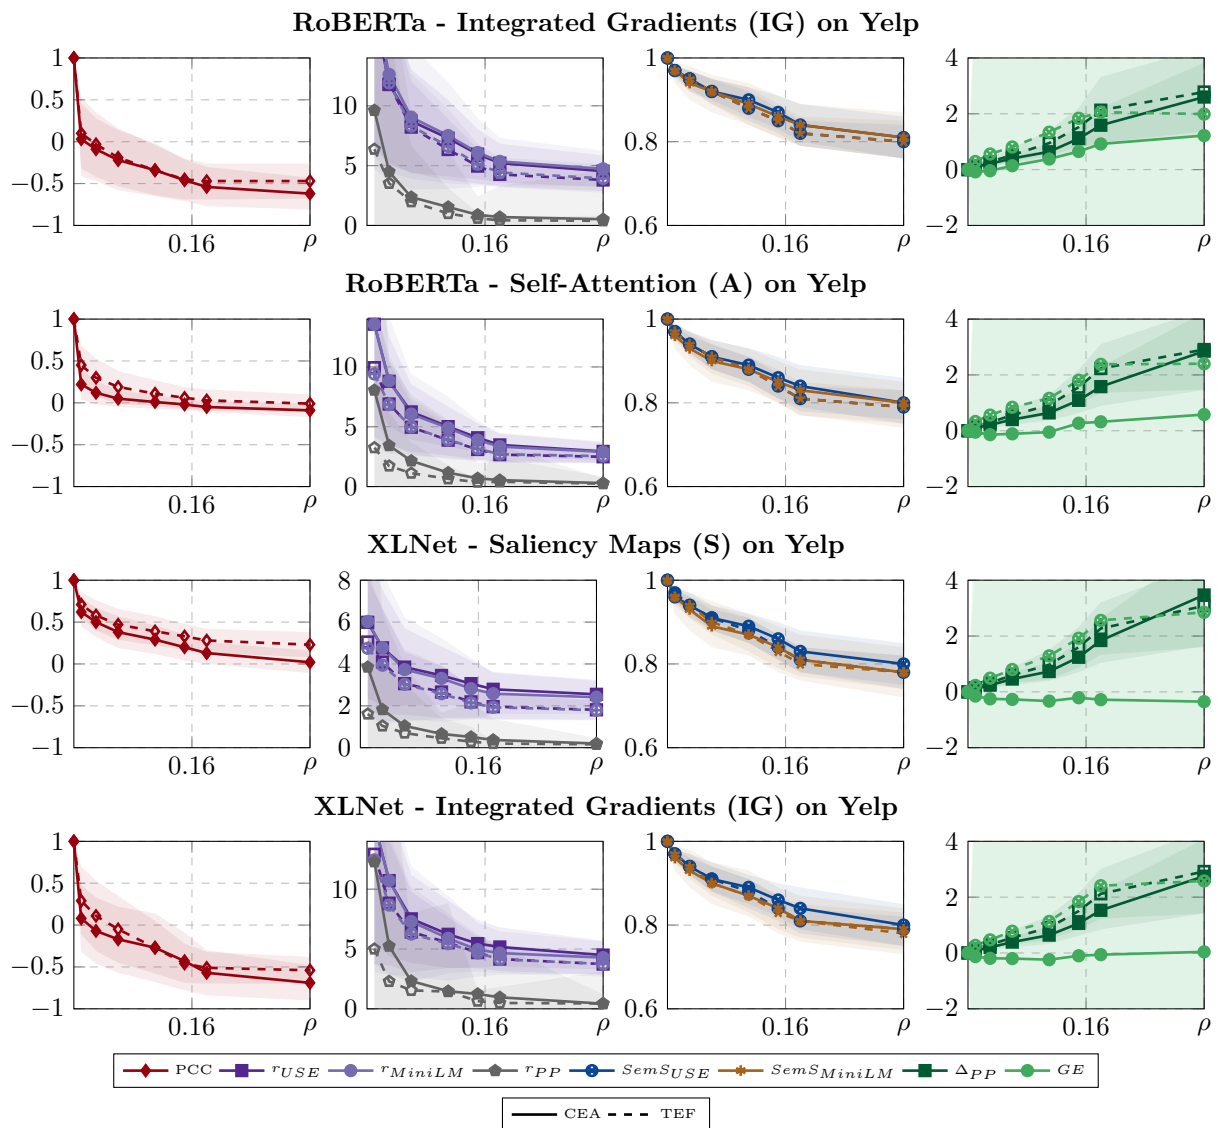 RoBERTa - Integrated Gradients (IG) on Yelp
1 0.5 0 −0.5 −1 0.16 ρ
10 5 0 0.16 ρ
1 0.8 0.6 0.16 ρ
4 2 0 −2 0.16 ρ
RoBERTa - Self-Attention (A) on Yelp
1 0.5 0 −0.5 −1 0.16 ρ
10 5 0 0.16 ρ
1 0.8 0.6 0.16 ρ
4 2 0 −2 0.16 ρ
XLNet - Saliency Maps (S) on Yelp
1 0.5 0 −0.5 −1 0.16 ρ
8 6 4 2 0 0.16 ρ
1 0.8 0.6 0.16 ρ
4 2 0 −2 0.16 ρ
XLNet - Integrated Gradients (IG) on Yelp
1 0.5 0 −0.5 −1 0.16 ρ
10 5 0 0.16 ρ
1 0.8 0.6 0.16 ρ
4 2 0 −2 0.16 ρ
PCC r_USE r_MiniLM r_PP SemS_USE SemS_MiniLM Δ_PP GE
CEA TEF